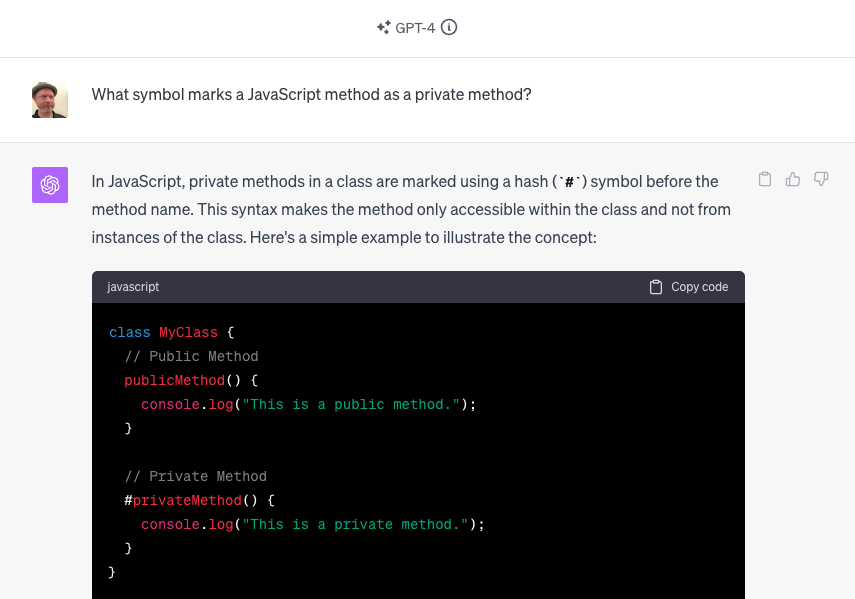 GPT-4
What symbol marks a JavaScript method as a private method?
In JavaScript, private methods in a class are marked using a hash (`#`) symbol before the
method name. This syntax makes the method only accessible within the class and not from
instances of the class. Here's a simple example to illustrate the concept:
javascript
Copy code
class MyClass {
  // Public Method
  publicMethod() {
    console.log("This is a public method.");
  }

  // Private Method
  #privateMethod() {
    console.log("This is a private method.");
  }
}